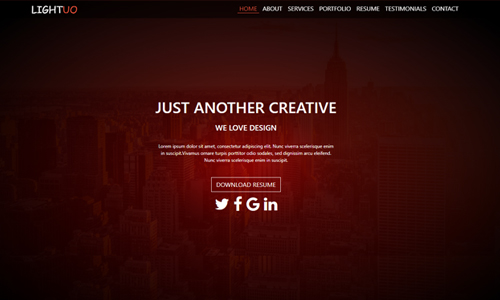 LIGHTUO
HOME ABOUT SERVICES PORTFOLIO RESUME TESTIMONIALS CONTACT
JUST ANOTHER CREATIVE
WE LOVE DESIGN
Lorem ipsum dolor sit amet, consectetur adipiscing elit. Nunc viverra scelerisque enim
in suscipit.Vivamus ornare turpis porttitor odio sodales, sed dignissim arcu eleifend.
Nunc viverra scelerisque enim in suscipit.
DOWNLOAD RESUME